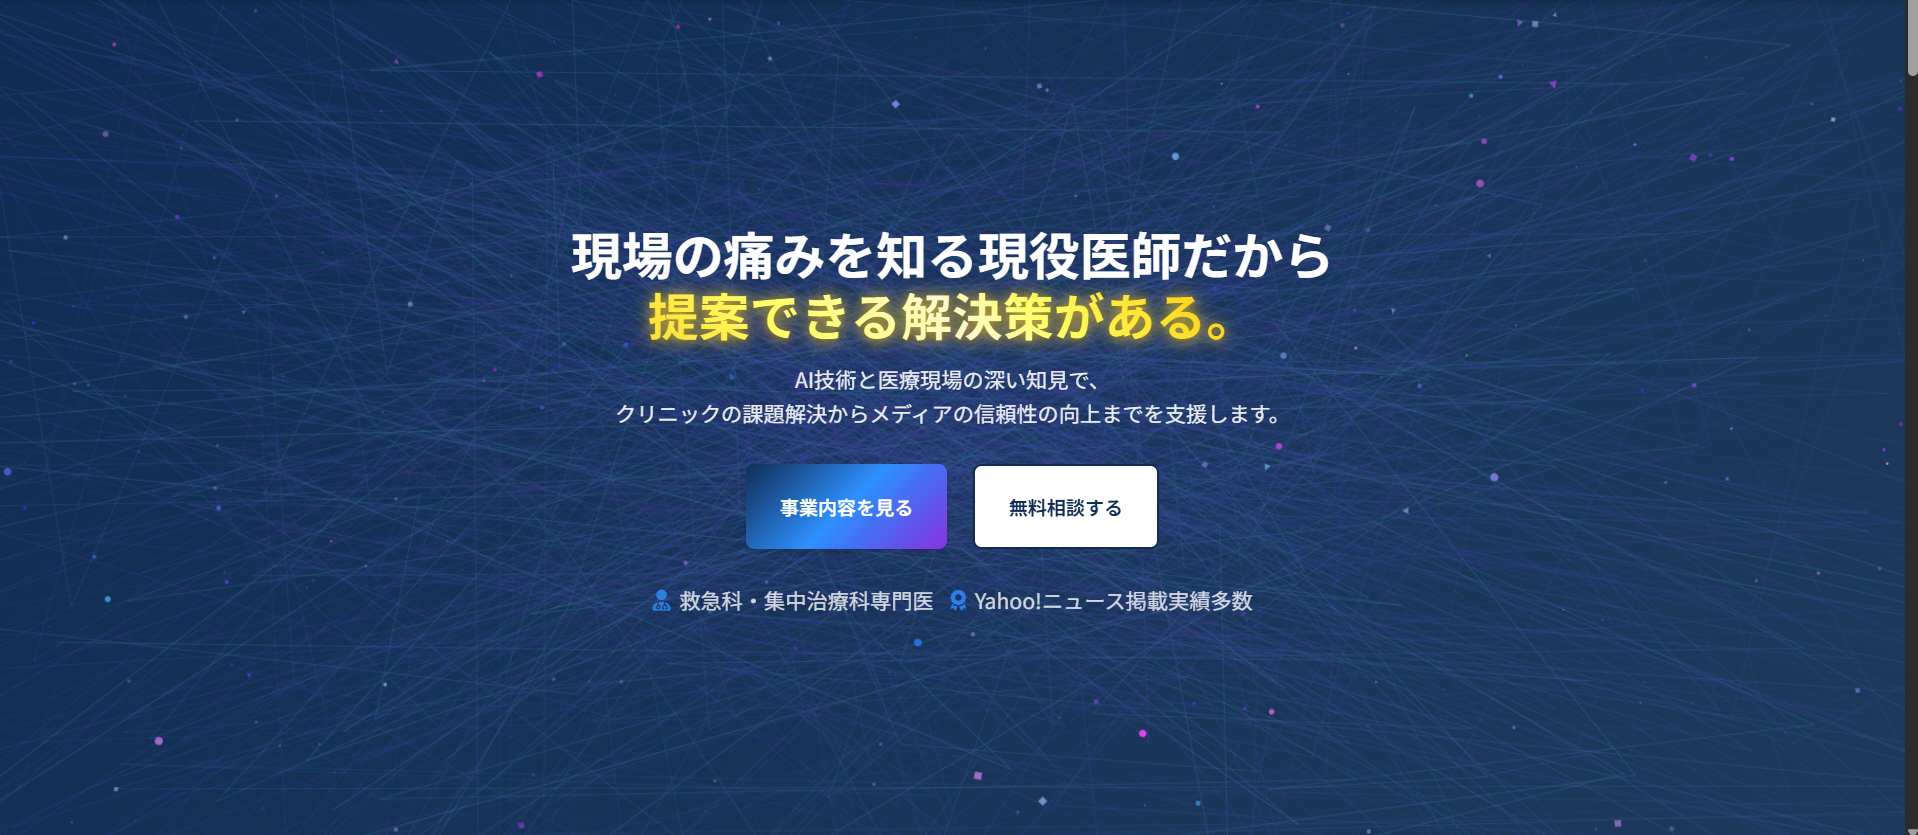 現場の痛みを知る現役医師だから
提案できる解決策がある。
AI技術と医療現場の深い知見で、
クリニックの課題解決からメディアの信頼性の向上までを支援します。
事業内容を見る 無料相談する
救急科・集中治療科専門医 Yahoo!ニュース掲載実績多数